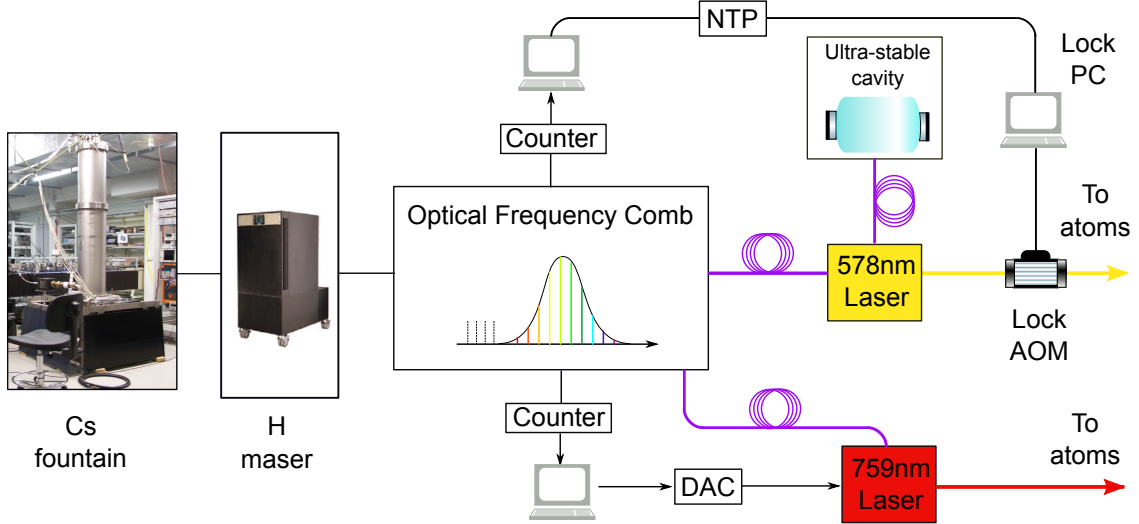 NTP
Lock
PC
Ultra-stable
cavity
Counter
To
atoms
Optical Frequency Comb
578nm
Laser
Lock
AOM
Cs
fountain
H
maser
Counter
To
atoms
759nm
Laser
DAC